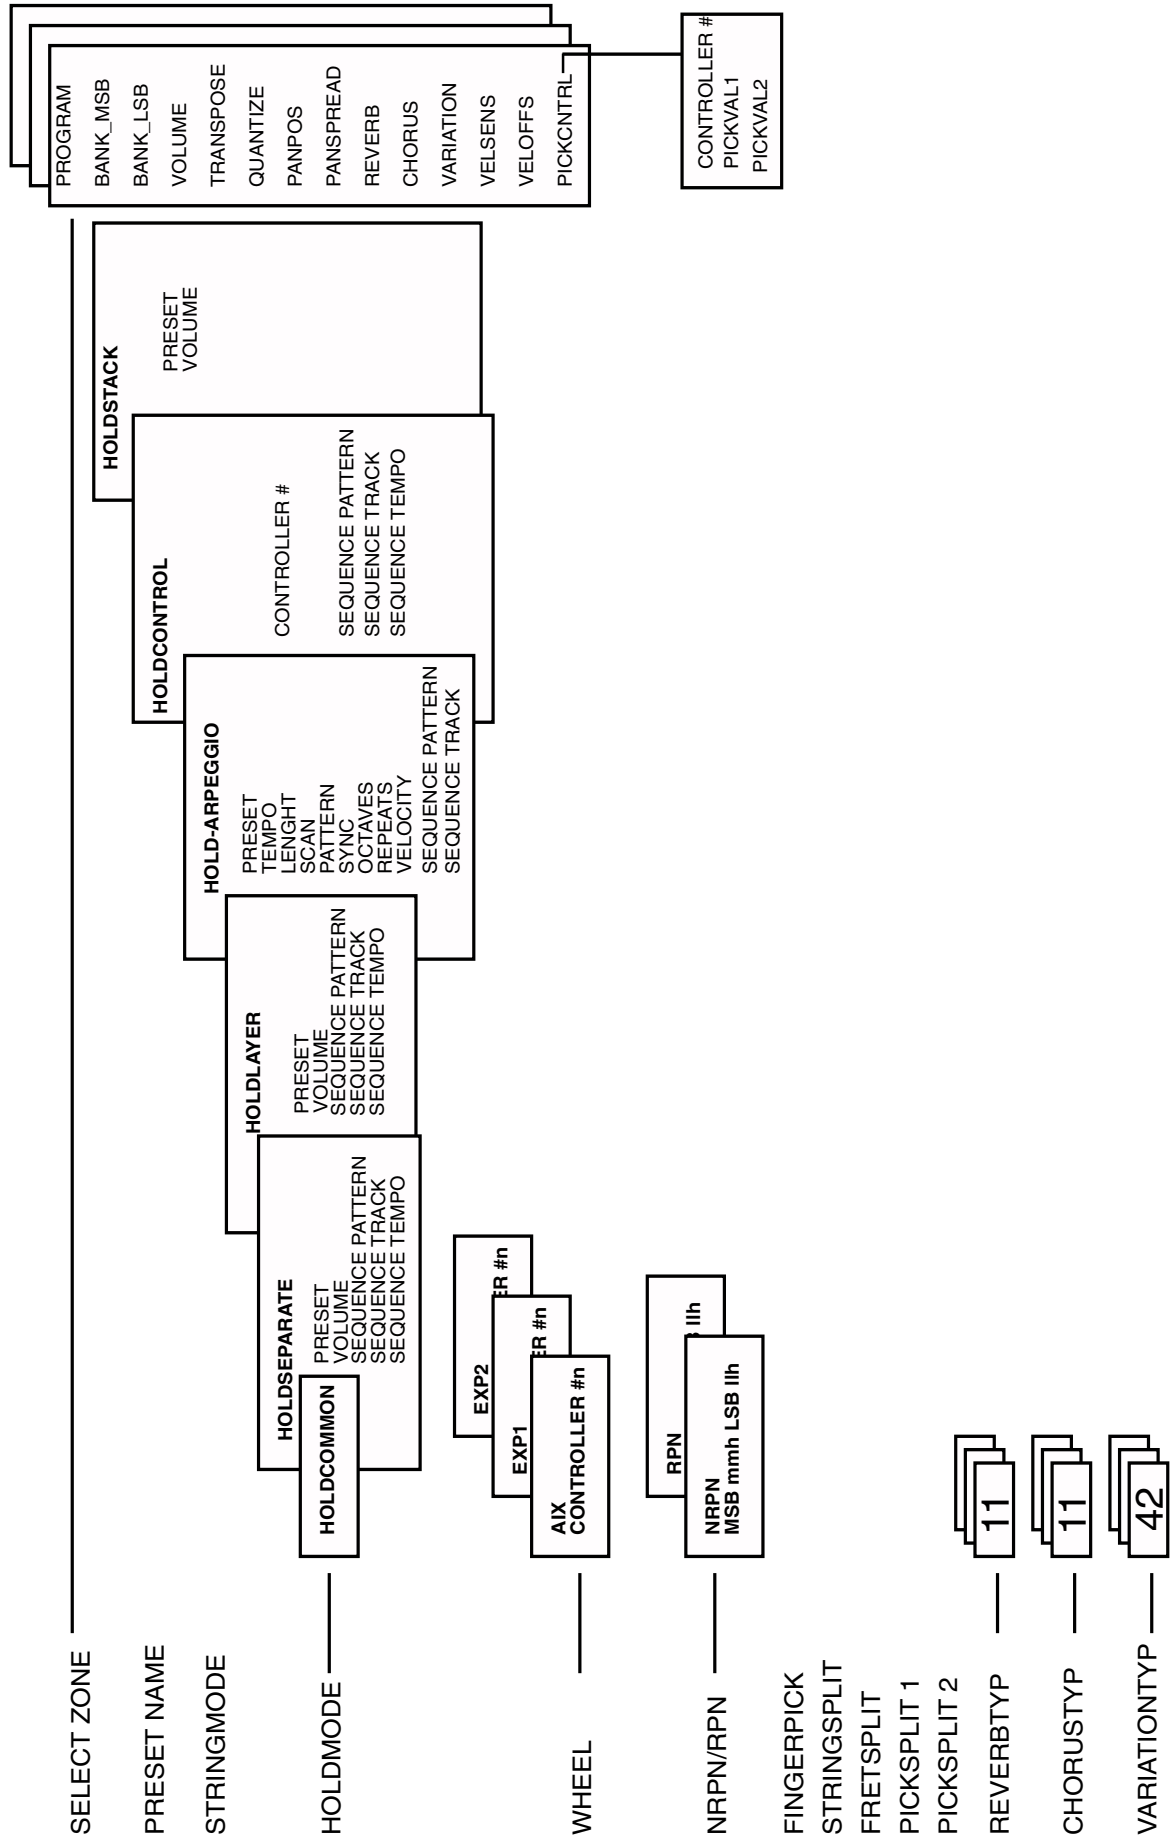 SELECT ZONE
PROGRAM
BANK_MSB
BANK_LSB
VOLUME
TRANSPOSE
QUANTIZE
PANPOS
PANSPREAD
REVERB
CHORUS
VARIATION
VELSENS
VELOFFS
PICKCNTRL
CONTROLLER #
PICKVAL1
PICKVAL2
PRESET NAME
STRINGMODE
HOLDMODE
HOLDCOMMON
HOLDSEPARATE
PRESET
VOLUME
SEQUENCE PATTERN
SEQUENCE TRACK
SEQUENCE TEMPO
HOLDLAYER
PRESET
VOLUME
SEQUENCE PATTERN
SEQUENCE TRACK
SEQUENCE TEMPO
HOLD-ARPEGGIO
PRESET
TEMPO
LENGHT
SCAN
PATTERN
SYNC
OCTAVES
REPEATS
VELOCITY
SEQUENCE PATTERN
SEQUENCE TRACK
HOLDCONTROL
CONTROLLER #
SEQUENCE PATTERN
SEQUENCE TRACK
SEQUENCE TEMPO
HOLDSTACK
PRESET
VOLUME
WHEEL
AIX
CONTROLLER #n
EXP1
ER #n
EXP2
ER #n
NRPN/RPN
NRPN
MSB mmh LSB llh
RPN
llh
FINGERPICK
STRINGSPLIT
FRETSPLIT
PICKSPLIT 1
PICKSPLIT 2
REVERBTYP
11
CHORUSTYP
11
VARIATIONTYP
42